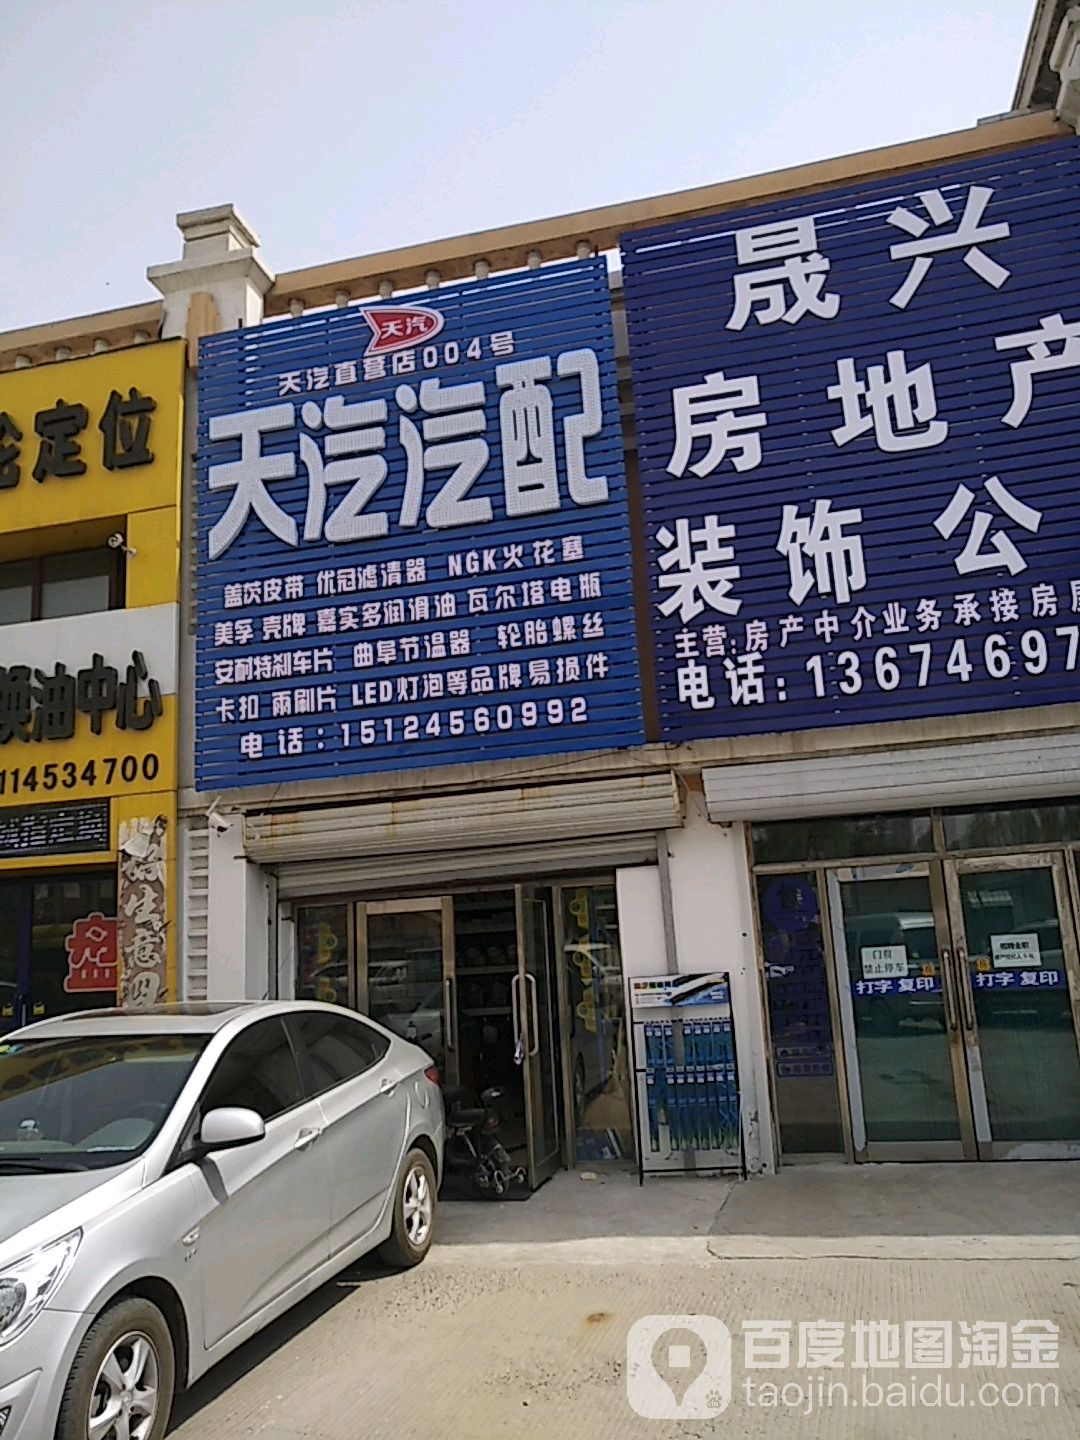 轮定位
换油中心
114534700
天汽
天汽直营店004号
天汽汽配
盖茨皮带 优冠滤清器 NGK火花塞
美孚 壳牌 嘉实多润滑油 瓦尔塔电瓶
安耐特刹车片 曲阜节温器 轮胎螺丝
卡扣 雨刷片 LED灯泡等品牌易损件
电话:15124560992
晟兴
房地产
装饰公
主营:房产中介业务承接房屋
电话:13674697
好生意
门前
禁止停车
打字 复印
打字 复印
百度地图淘金
taojin.baidu.com